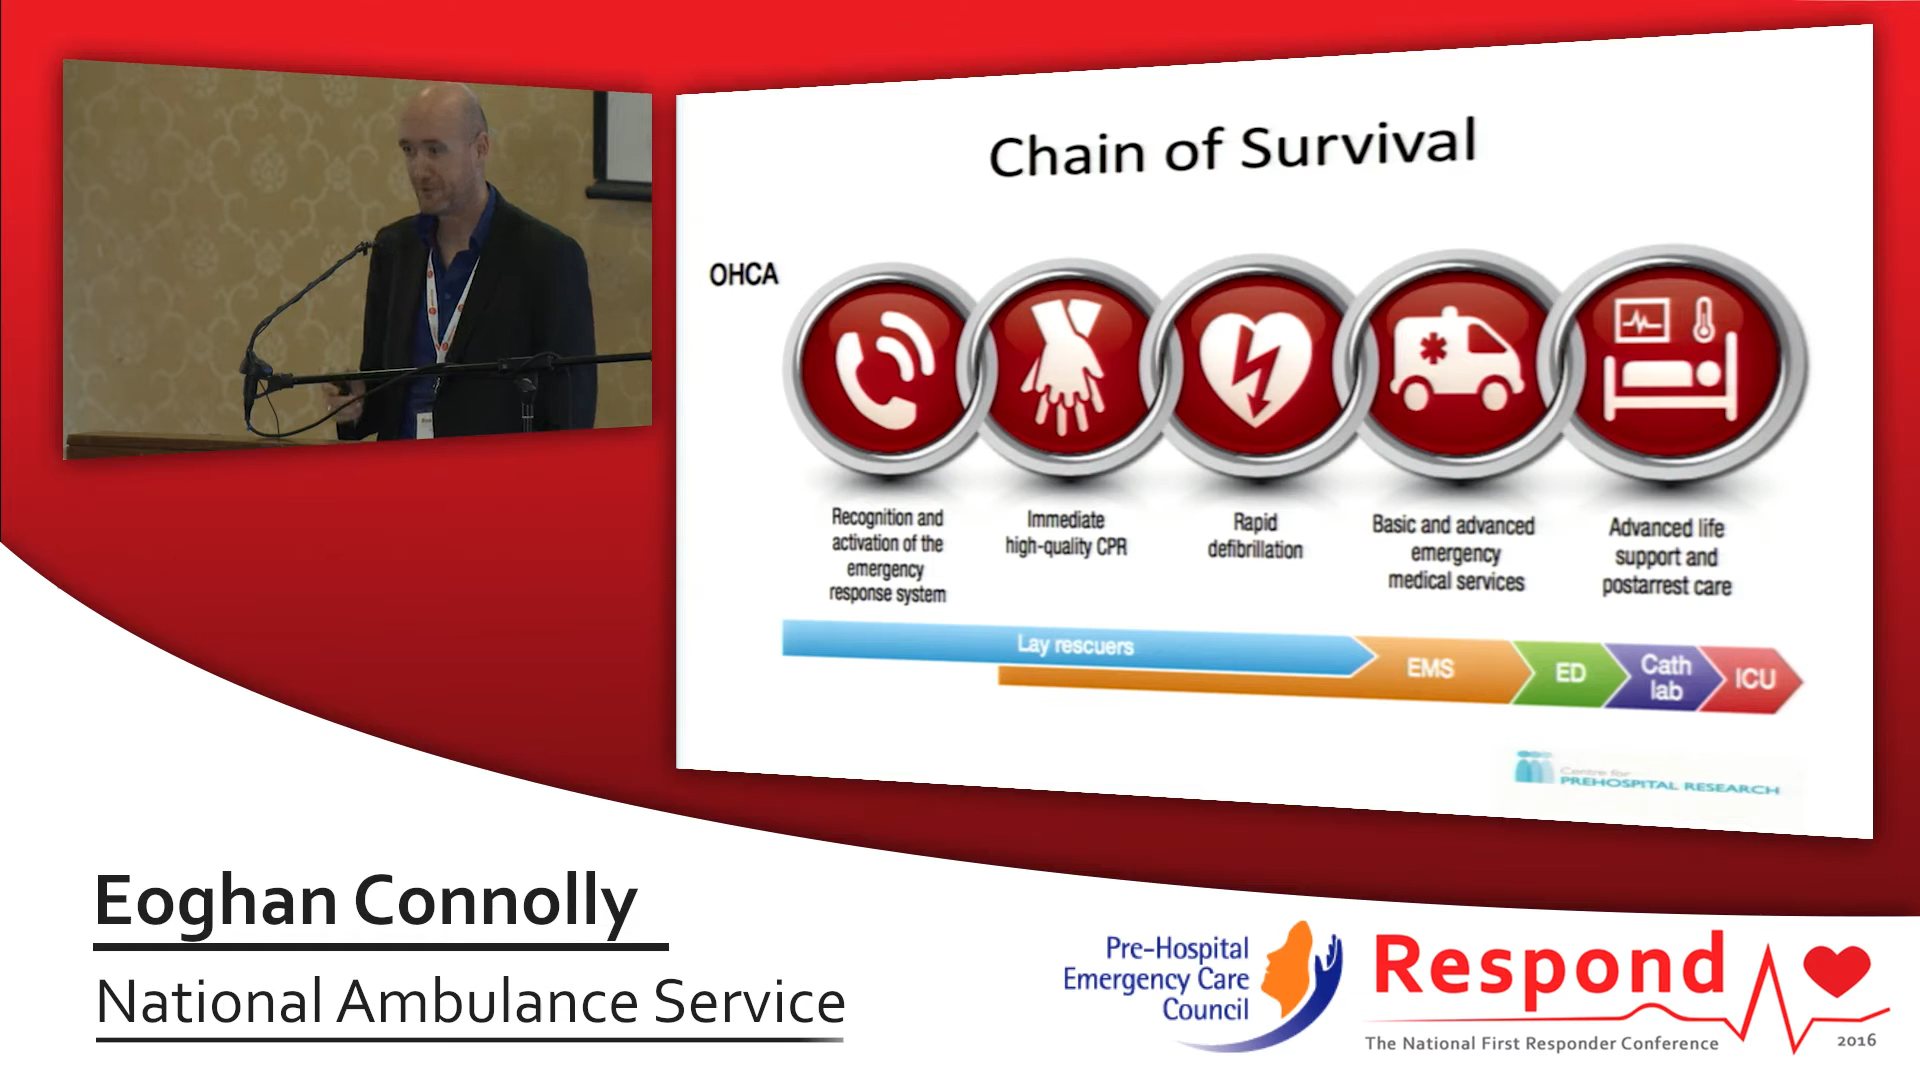 Chain of Survival
OHCA
Recognition and
activation of the
emergency
response system
Immediate
high-quality CPR
Rapid
defibrillation
Basic and advanced
emergency
medical services
Advanced life
support and
postarrest care
Lay rescuers
EMS
ED
Cath
lab
ICU
Centre for
PREHOSPITAL RESEARCH
Eoghan Connolly
National Ambulance Service
Pre-Hospital
Emergency Care
Council
Respond
The National First Responder Conference
2016